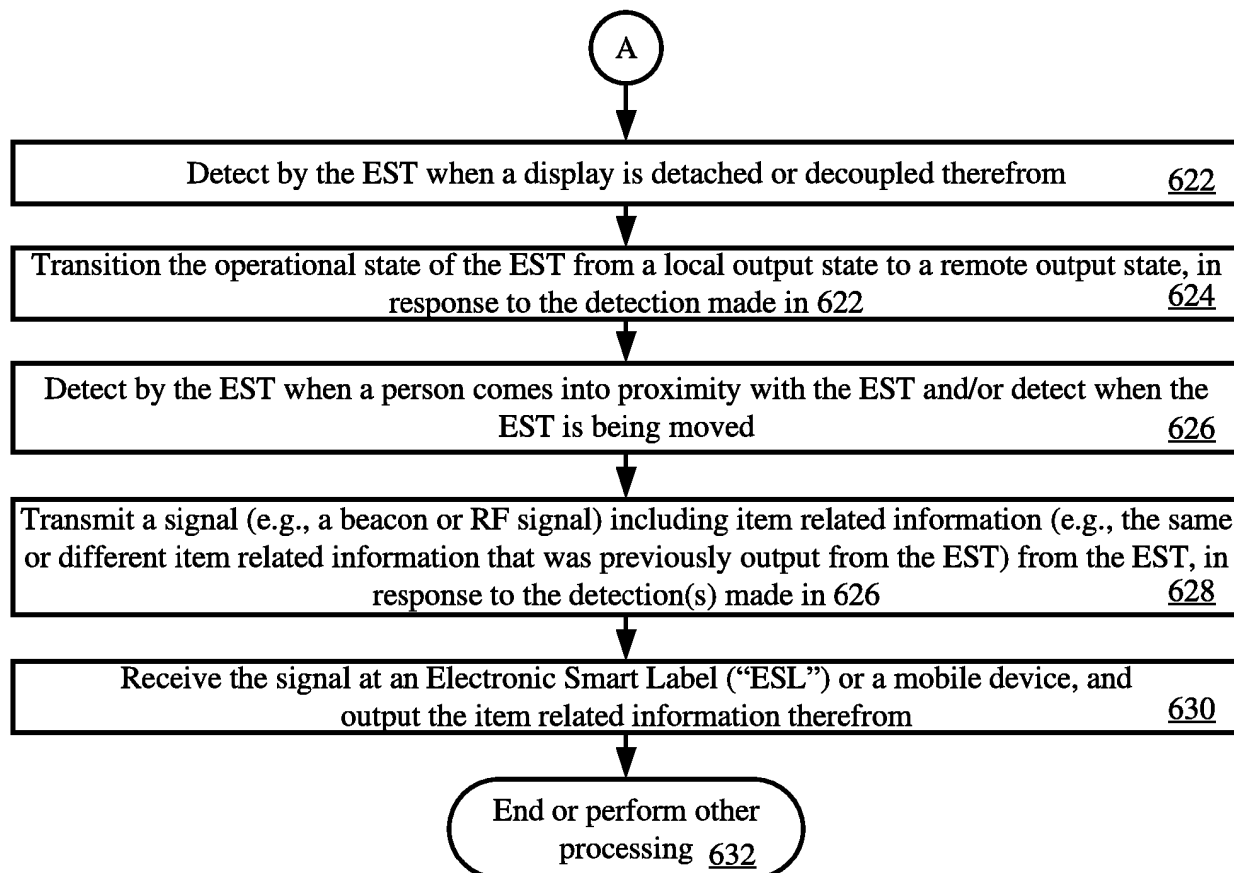 A
Detect by the EST when a display is detached or decoupled therefrom 622
Transition the operational state of the EST from a local output state to a remote output state, in
response to the detection made in 622 624
Detect by the EST when a person comes into proximity with the EST and/or detect when the
EST is being moved 626
Transmit a signal (e.g., a beacon or RF signal) including item related information (e.g., the same
or different item related information that was previously output from the EST) from the EST, in
response to the detection(s) made in 626 628
Receive the signal at an Electronic Smart Label (“ESL”) or a mobile device, and
output the item related information therefrom 630
End or perform other
processing 632